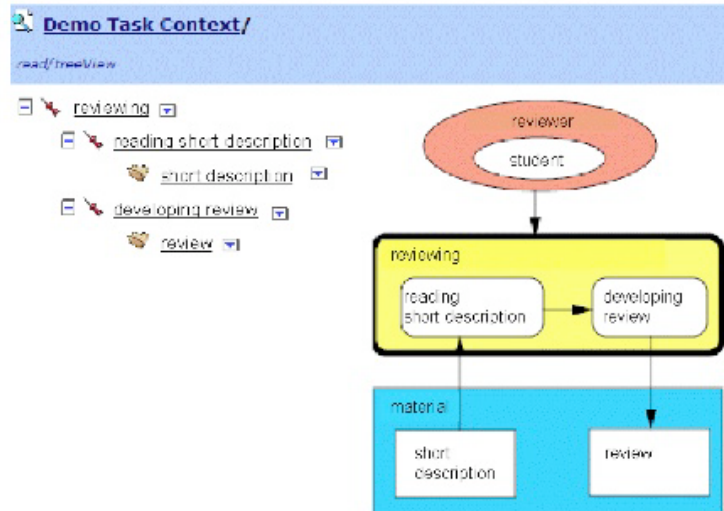 Demo Task Context/
read/treeView
reviewing
reading short description
short description
developing review
review
reviewer
student
reviewing
reading
short description
developing
review
material
short
description
review